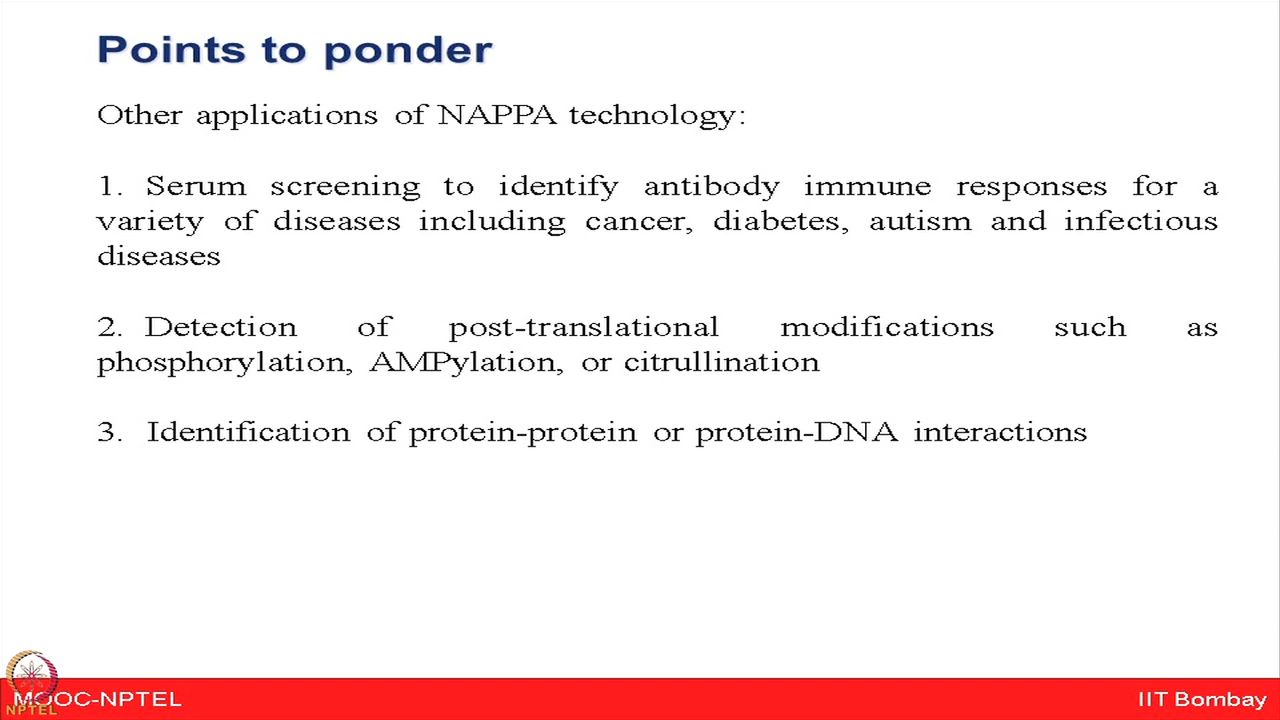 Points to ponder
Other applications of NAPPA technology:
1. Serum screening to identify antibody immune responses for a
variety of diseases including cancer, diabetes, autism and infectious
diseases
2. Detection of post-translational modifications such as
phosphorylation, AMPylation, or citrullination
3. Identification of protein-protein or protein-DNA interactions
MOOC-NPTEL
IIT Bombay
NPTEL